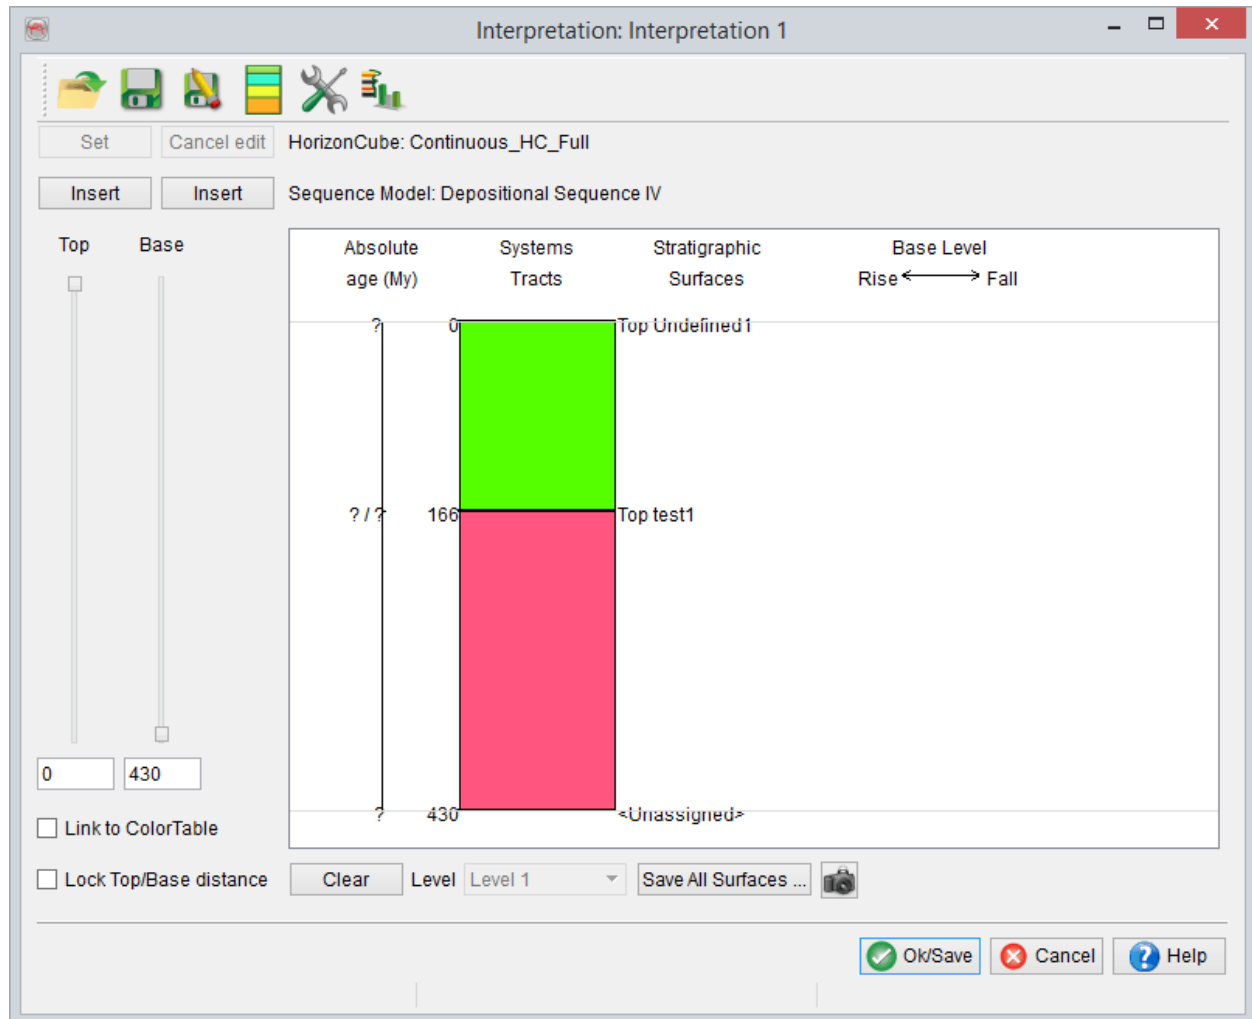 Interpretation: Interpretation 1
Set Cancel edit HorizonCube: Continuous_HC_Full
Insert Insert Sequence Model: Depositional Sequence IV
Top Base
Absolute Systems Stratigraphic Base Level
age (My) Tracts Surfaces Rise Fall
? 0 Top Undefined1
? / ? 166 Top test1
? 430 <Unassigned>
0 430
Link to ColorTable
Lock Top/Base distance Clear Level Level 1 Save All Surfaces ...
Ok/Save Cancel Help